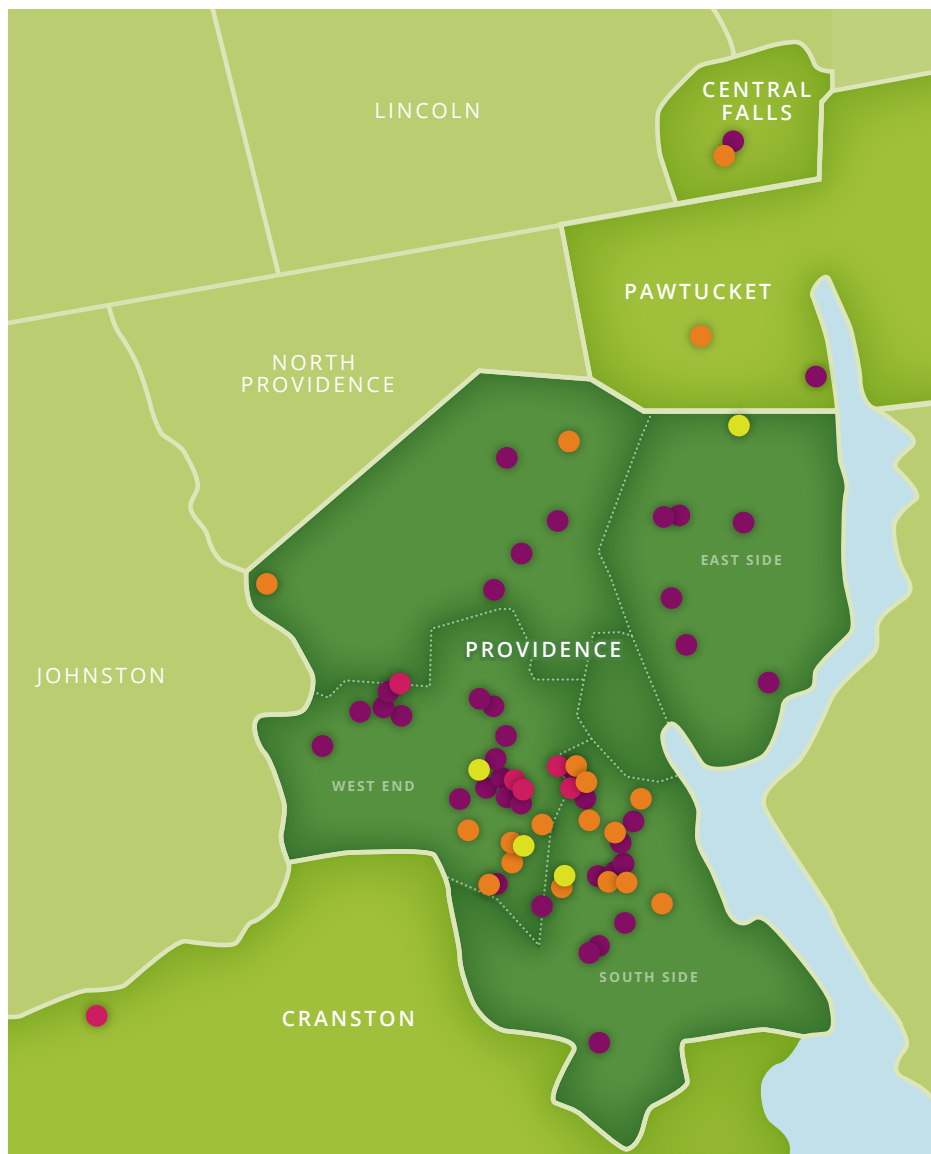 LINCOLN
CENTRAL
FALLS
PAWTUCKET
NORTH
PROVIDENCE
EAST SIDE
PROVIDENCE
JOHNSTON
WEST END
SOUTH SIDE
CRANSTON